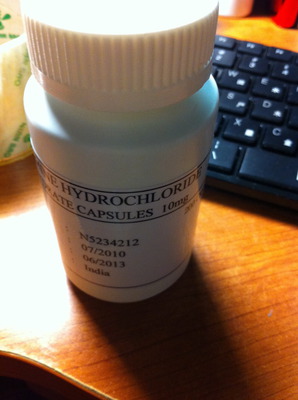 HYDROCHLORIDE
CAPSULES 10mg
N5234212
07/2010
06/2013
India